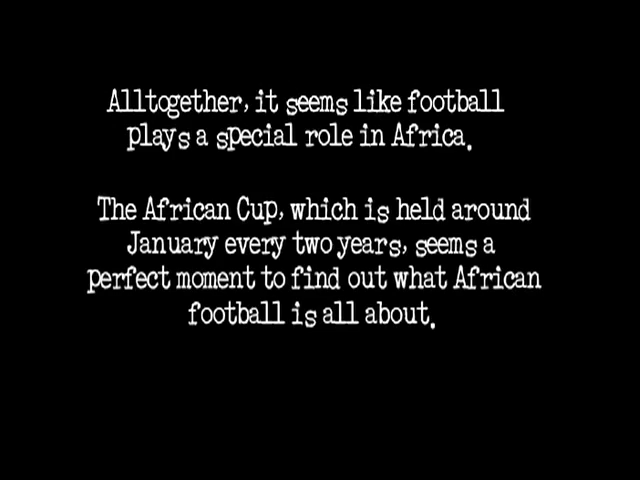 Alltogether, it seems like football
plays a special role in Africa.
The African Cup, which is held around
January every two years, seems a
perfect moment to find out what African
football is all about.